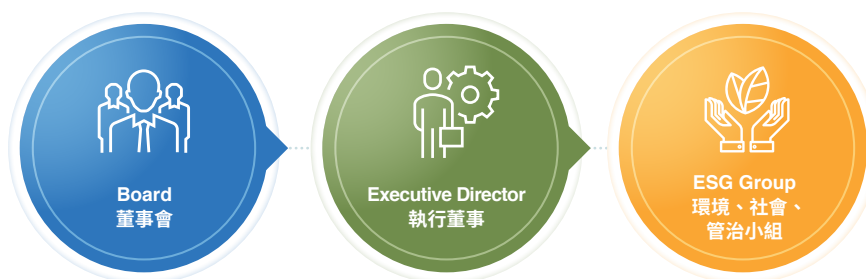 Board
董事會
Executive Director
執行董事
ESG Group
環境、社會、
管治小組